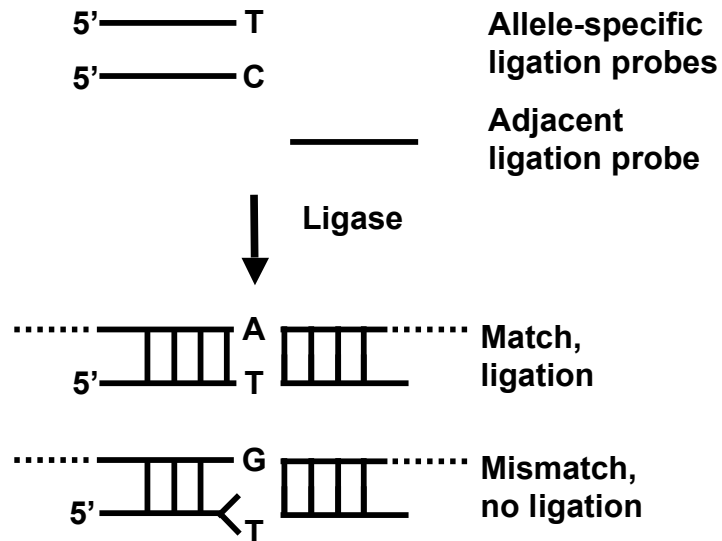 5’ T Allele-specific
ligation probes
5’ C
Adjacent
ligation probe
Ligase
A
Match,
5’ T ligation
G
Mismatch,
5’ T no ligation